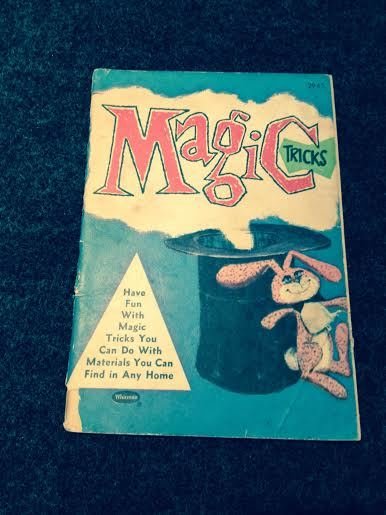 Magic
TRICKS
Have
Fun
With
Magic
Tricks You
Can Do With
Materials You Can
Find in Any Home
Whitman